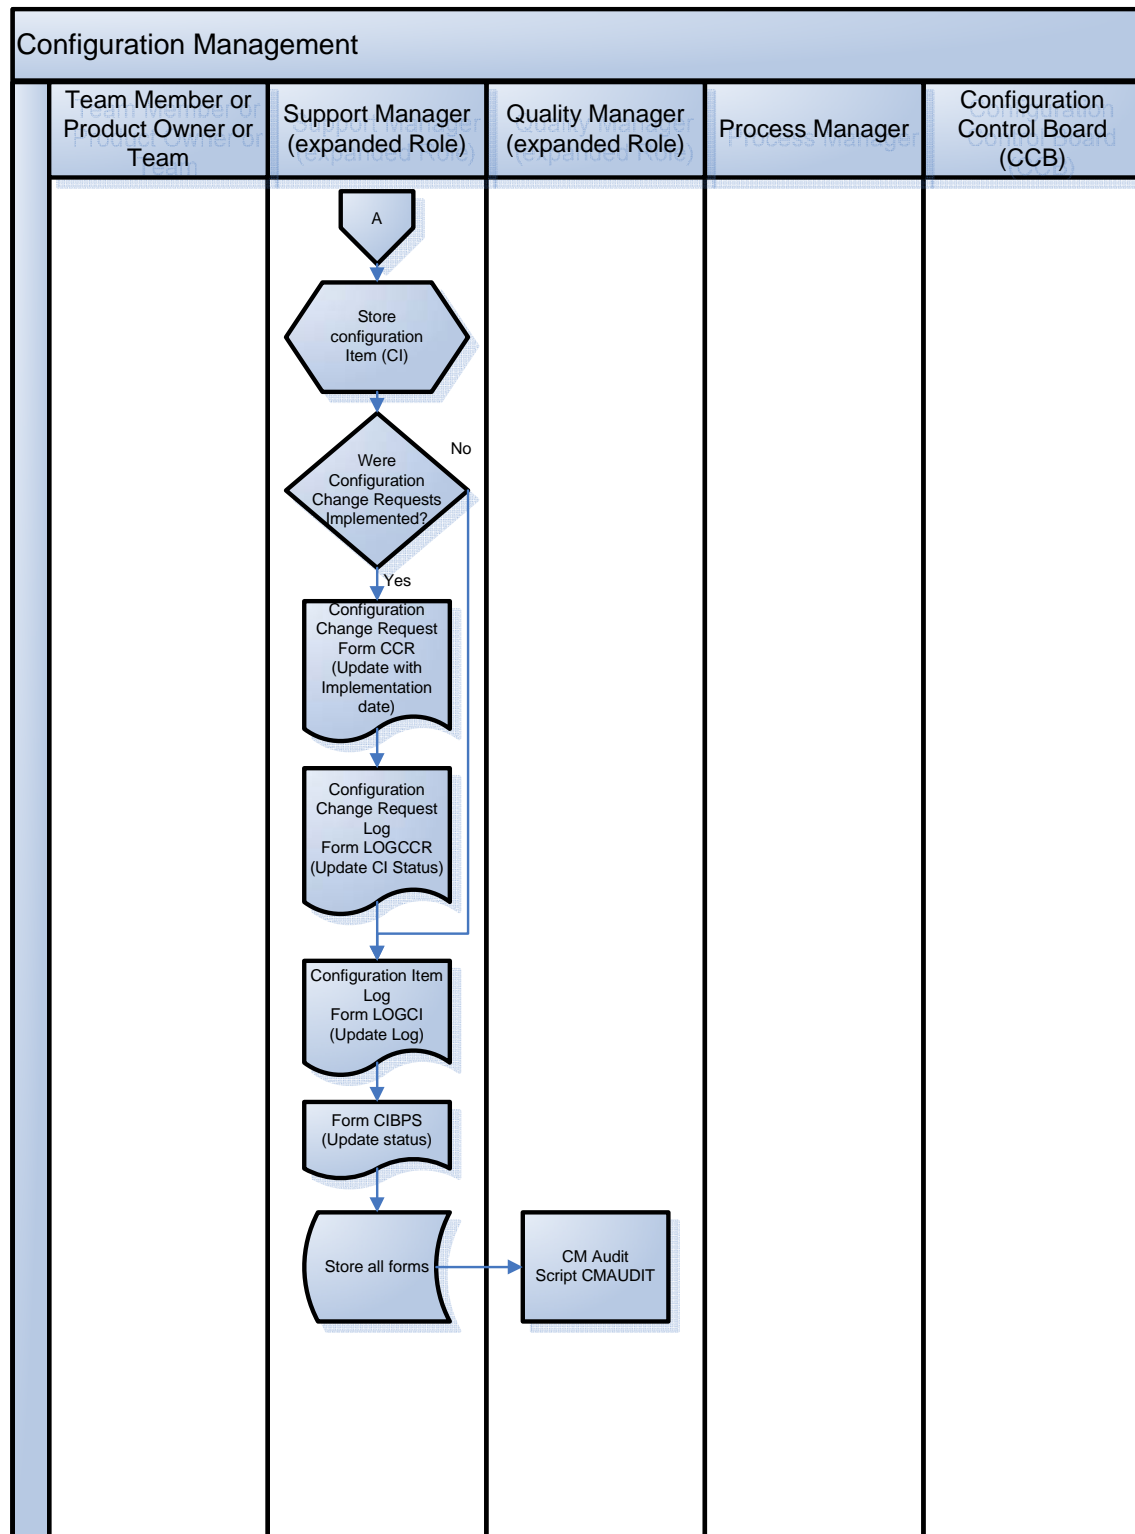 Configuration Management
Team Member or
Product Owner or
Team
Support Manager
(expanded Role)
Quality Manager
(expanded Role)
Process Manager
Configuration
Control Board
(CCB)
A
Store
configuration
Item (CI)
Were
Configuration
Change Requests
Implemented?
No
Yes
Configuration
Change Request
Form CCR
(Update with
Implementation
date)
Configuration
Change Request
Log
Form LOGCCR
(Update CI Status)
Configuration Item
Log
Form LOGCI
(Update Log)
Form CIBPS
(Update status)
Store all forms
CM Audit
Script CMAUDIT